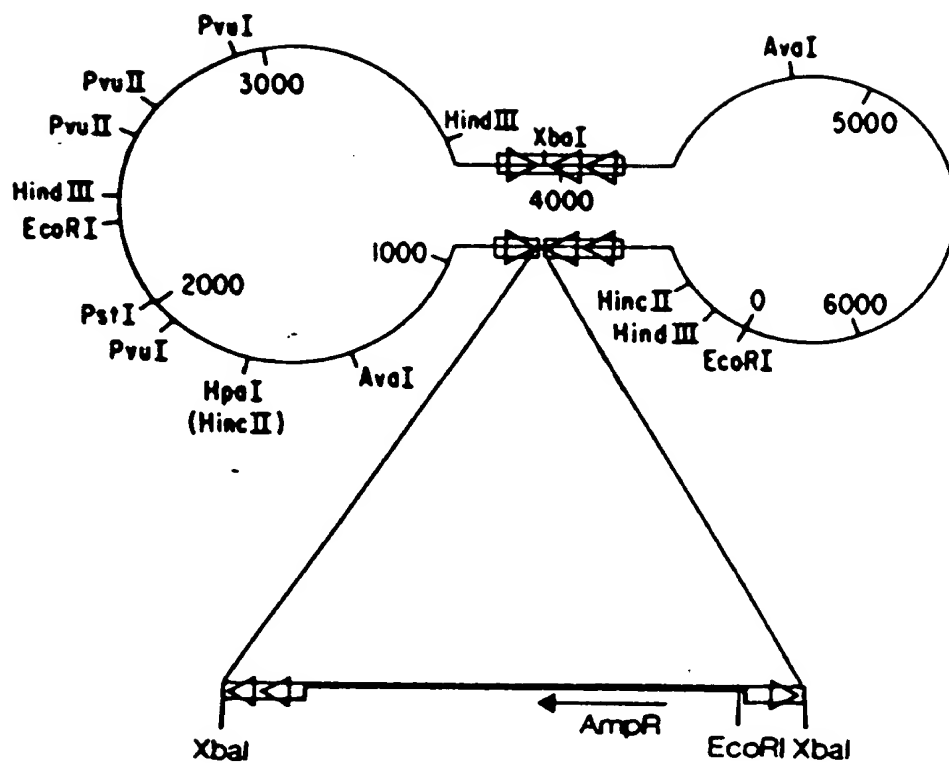 PvuI
3000
PvuII
PvuII
HindIII
EcoRI
2000
PstI
PvuI
HpaI
(HincII)
AvaI
1000
HindIII
XbaI
4000
AvaI
5000
6000
0
HincII
HindIII
EcoRI
AmpR
XbaI
EcoRI XbaI